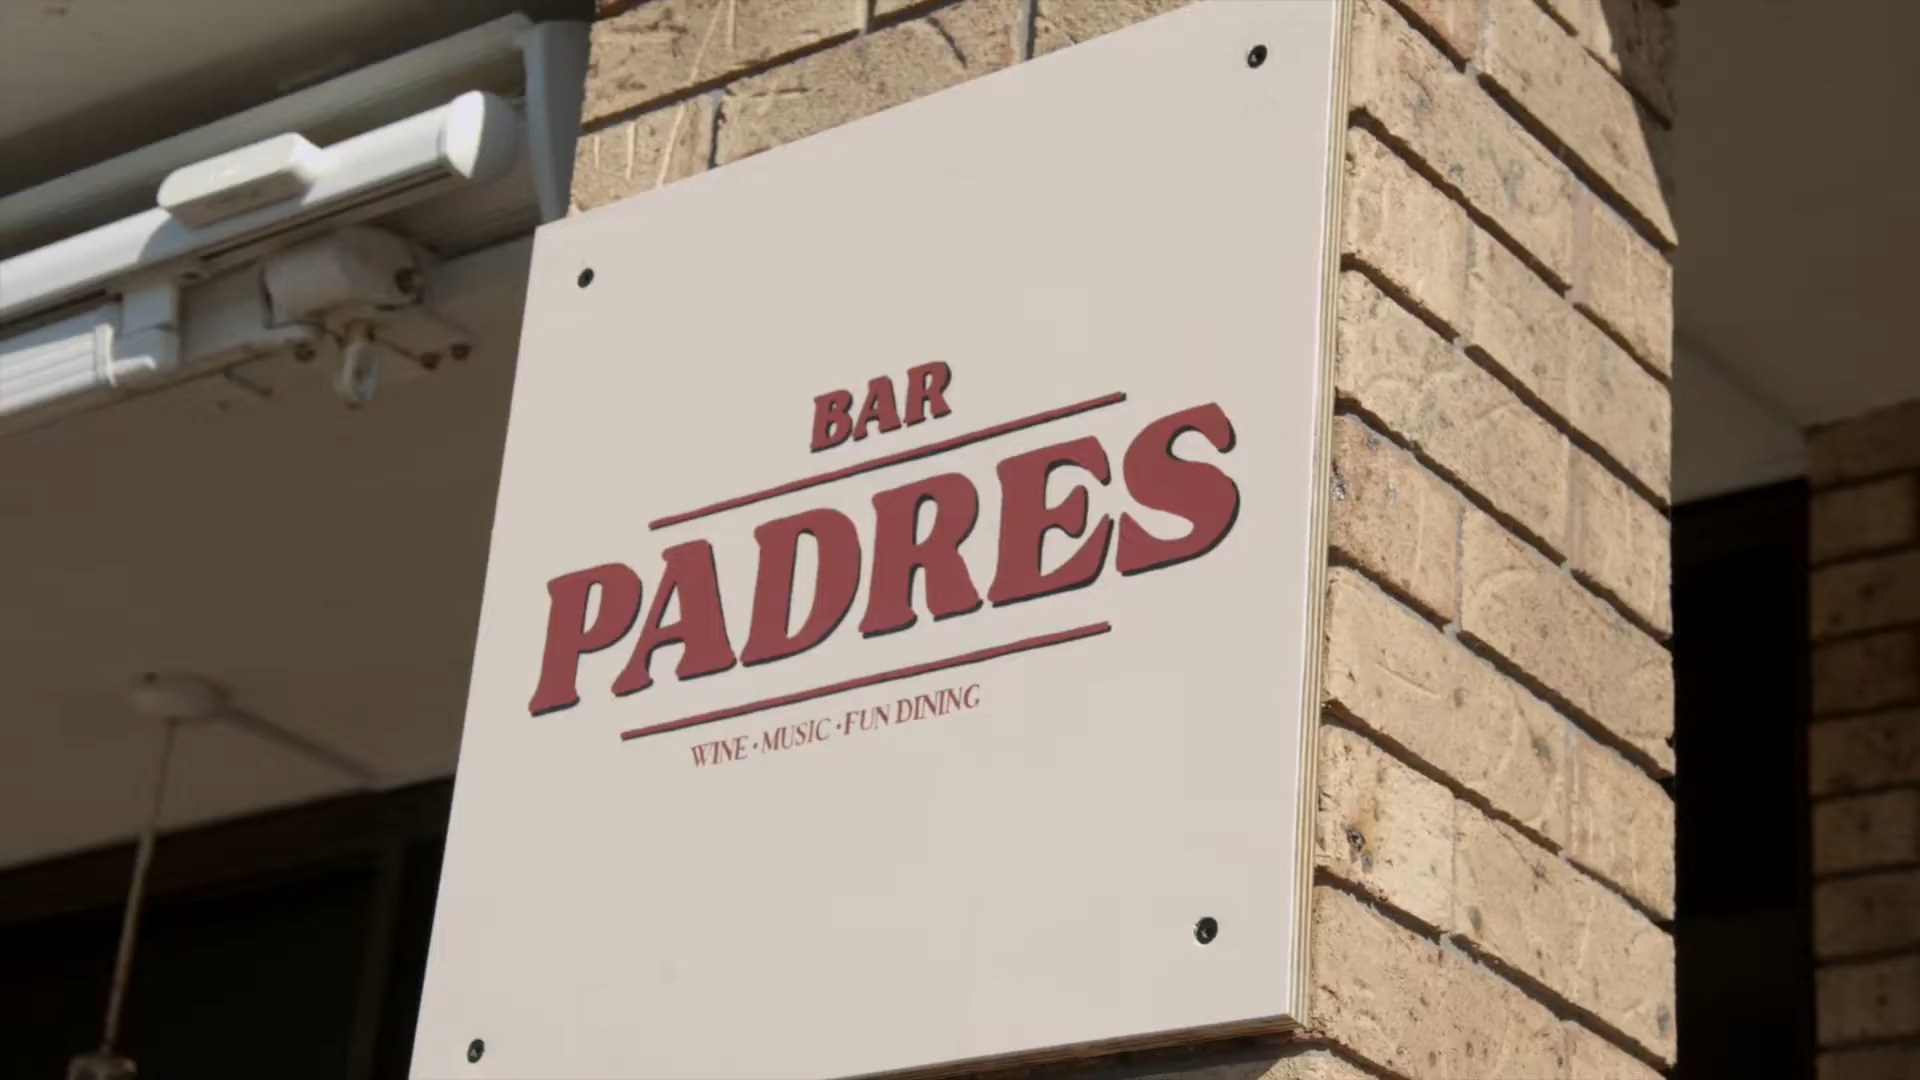 BAR
PADRES
WINE • MUSIC • FUN DINING